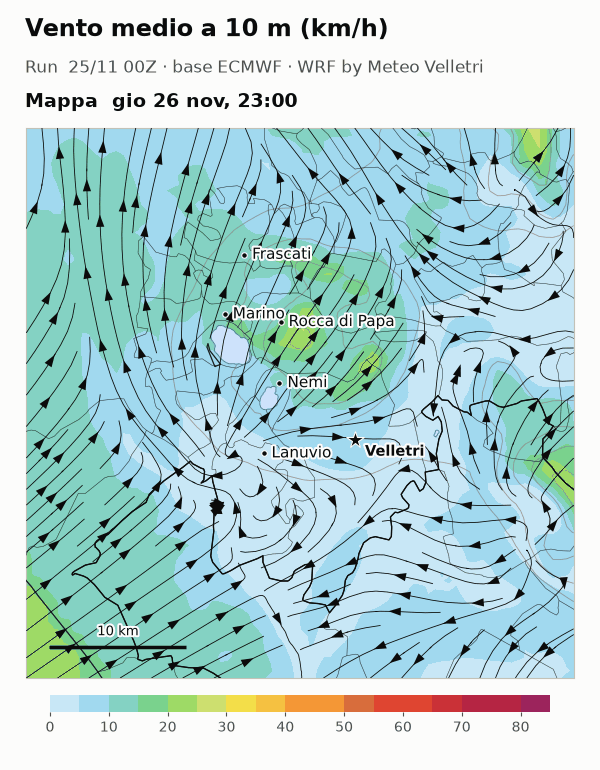 Vento medio a 10 m (km/h)
Run  25/11 00Z · base ECMWF · WRF by Meteo Velletri
Mappa  gio 26 nov, 23:00
Frascati
Marino
Rocca di Papa
Nemi
Velletri
Lanuvio
10 km
0 10 20 30 40 50 60 70 80